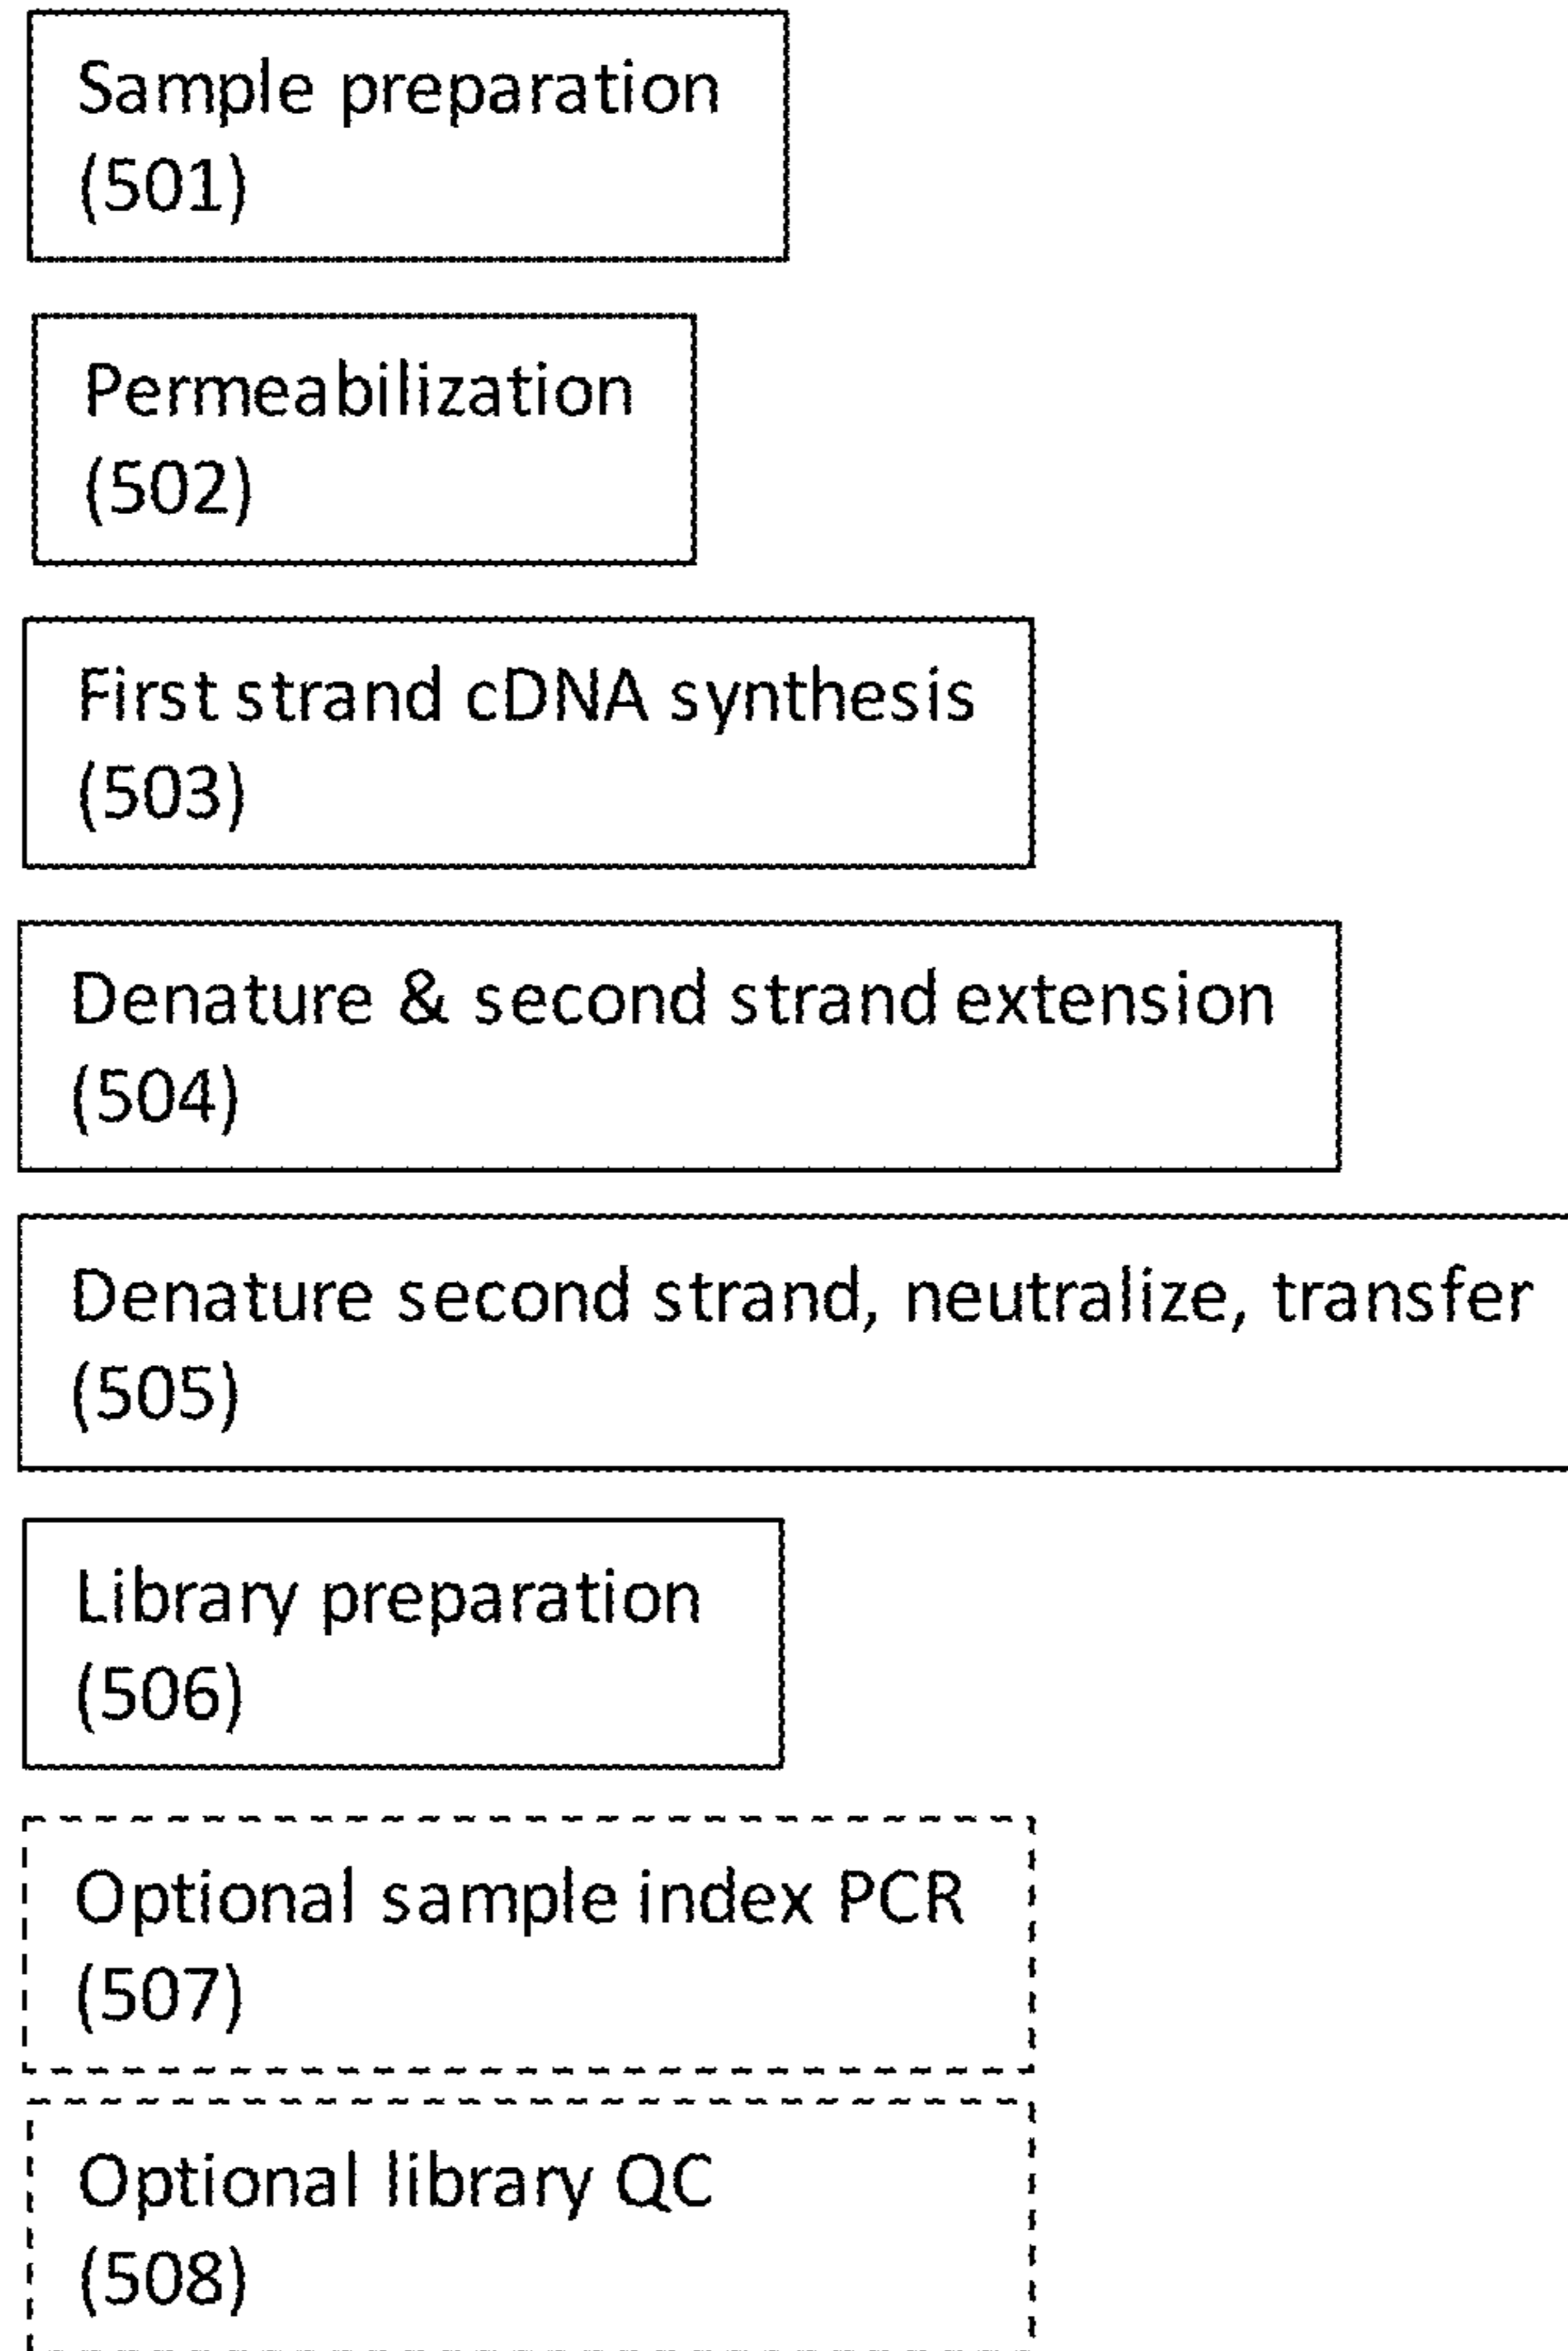 Sample preparation
(501)
Permeabilization
(502)
First strand cDNA synthesis
(503)
Denature & second strand extension
(504)
Denature second strand, neutralize, transfer
(505)
Library preparation
(506)
Optional sample index PCR
(507)
Optional library QC
(508)